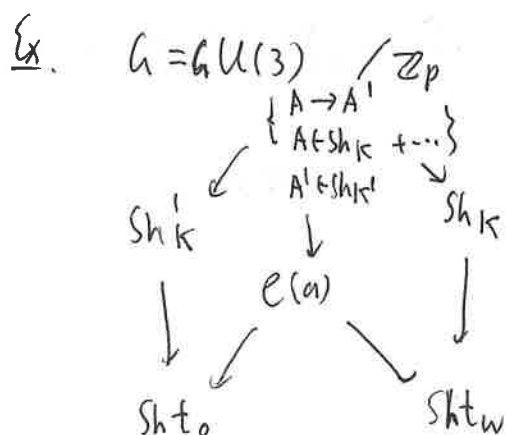 Ex. G = GU(3) / ℤp
{ A → A'
A ∈ Sh_K + ... }
A' ∈ Sh_K'
Sh'_K Sh_K
e(a)
Sht_0 Sht_w